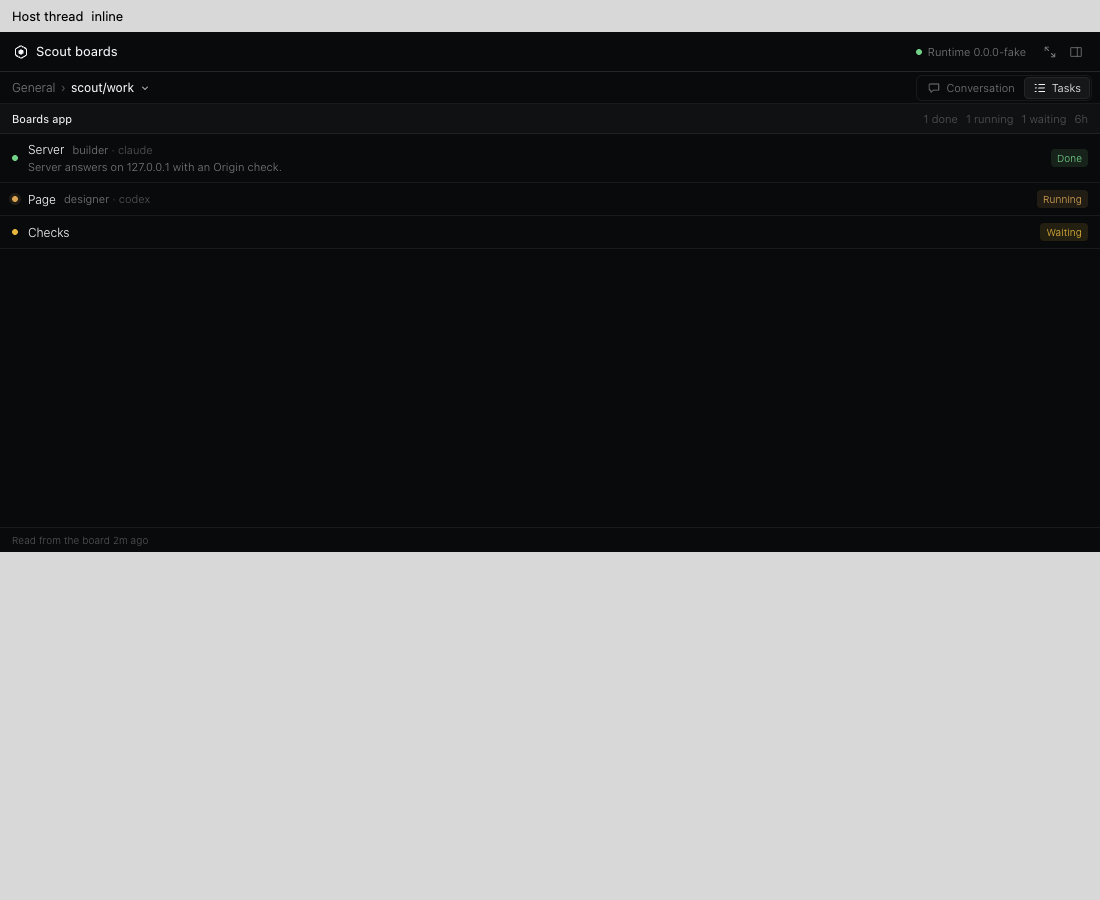 Host thread inline
Scout boards
Runtime 0.0.0-fake
General › scout/work
Conversation
Tasks
Boards app
1 done 1 running 1 waiting 6h
Server builder · claude
Server answers on 127.0.0.1 with an Origin check.
Done
Page designer · codex
Running
Checks
Waiting
Read from the board 2m ago